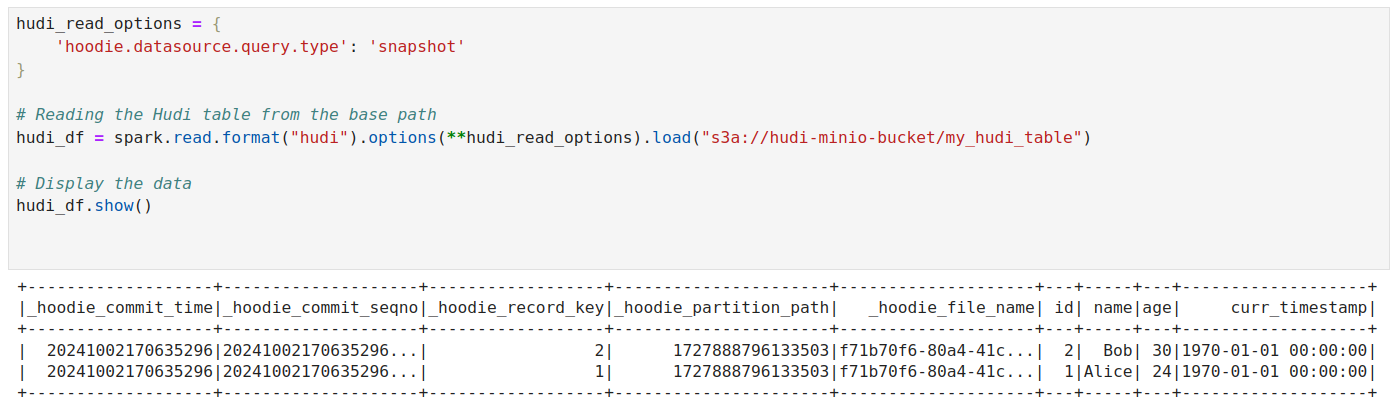 hudi_read_options = {
    'hoodie.datasource.query.type': 'snapshot'
}
# Reading the Hudi table from the base path
hudi_df = spark.read.format("hudi").options(**hudi_read_options).load("s3a://hudi-minio-bucket/my_hudi_table")
# Display the data
hudi_df.show()
+-------------------+--------------------+------------------+----------------------+--------------------+---+-----+---+-------------------+
|_hoodie_commit_time|_hoodie_commit_seqno|_hoodie_record_key|_hoodie_partition_path|   _hoodie_file_name| id| name|age|     curr_timestamp|
+-------------------+--------------------+------------------+----------------------+--------------------+---+-----+---+-------------------+
|  20241002170635296|20241002170635296...|                 2|      1727888796133503|f71b70f6-80a4-41c...|  2|  Bob| 30|1970-01-01 00:00:00|
|  20241002170635296|20241002170635296...|                 1|      1727888796133503|f71b70f6-80a4-41c...|  1|Alice| 24|1970-01-01 00:00:00|
+-------------------+--------------------+------------------+----------------------+--------------------+---+-----+---+-------------------+